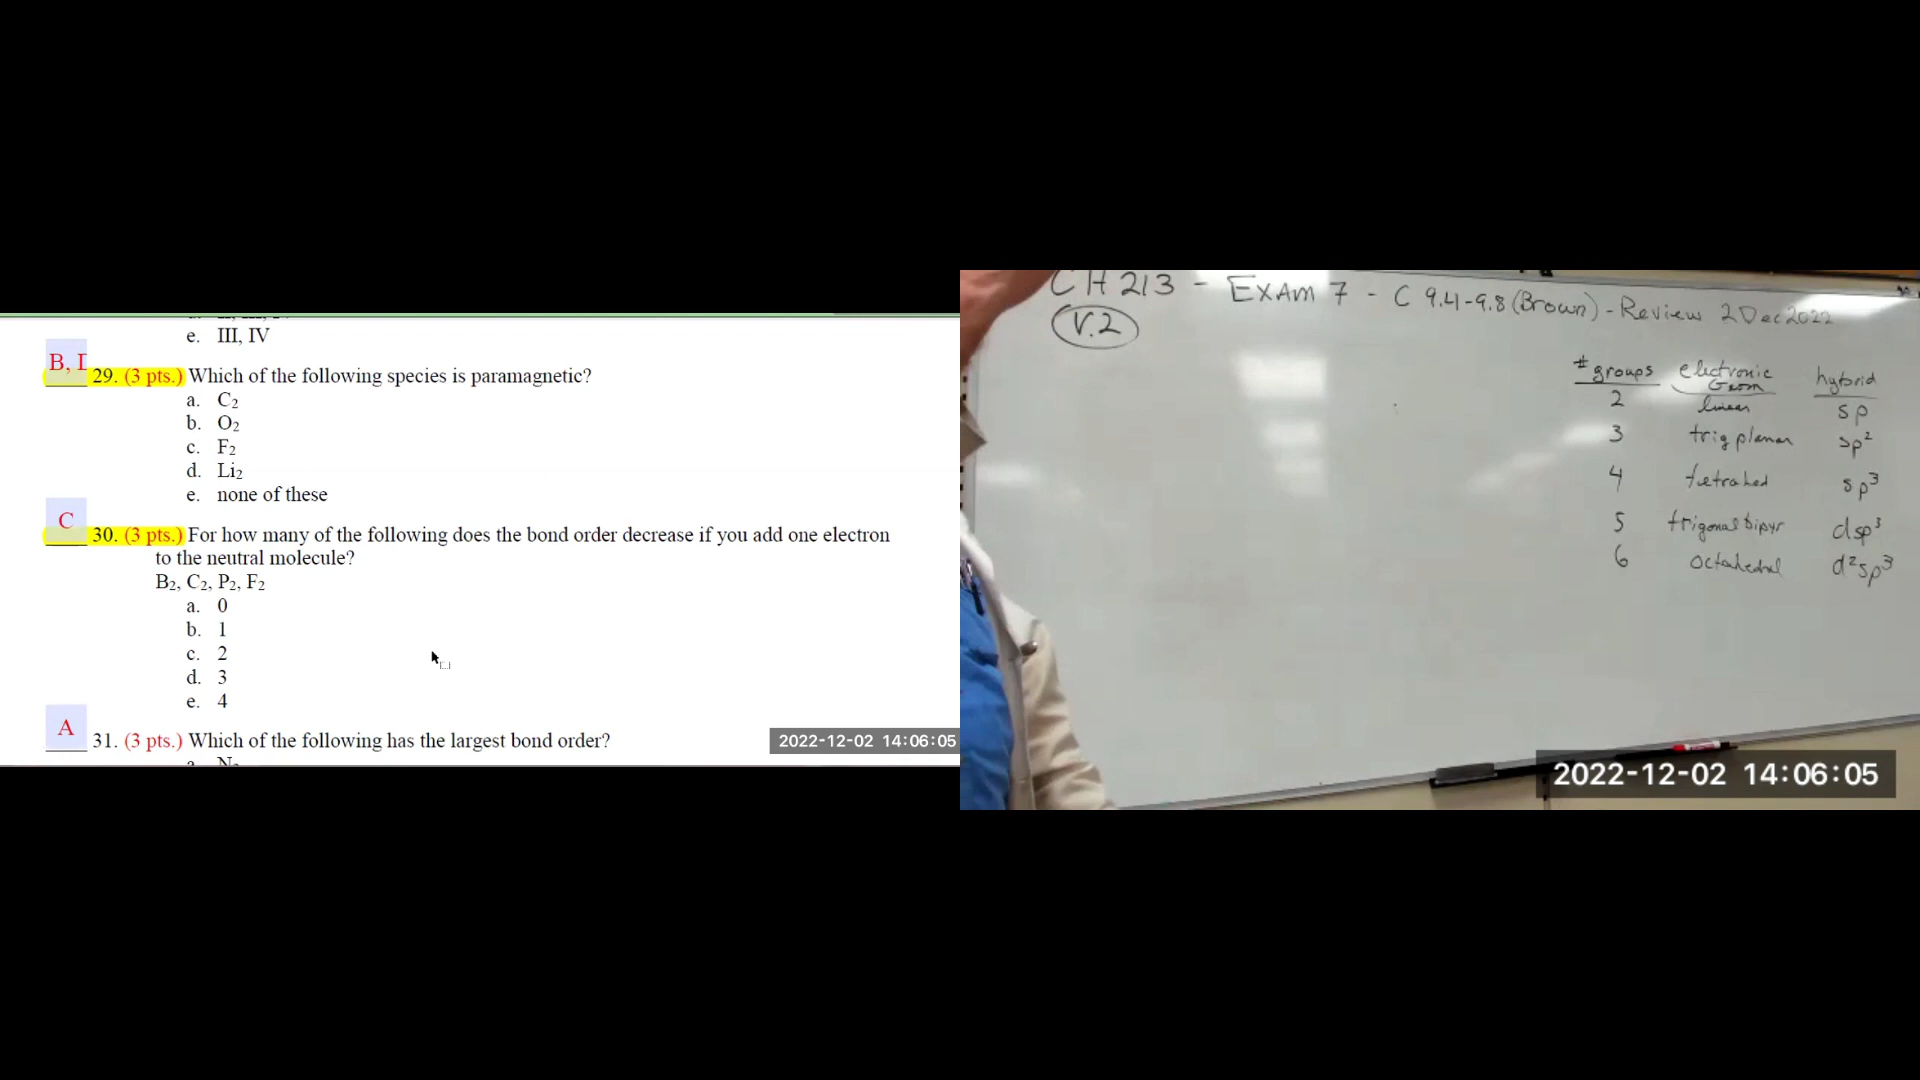 e. III, IV
B, D
29. (3 pts.) Which of the following species is paramagnetic?
a. C₂
b. O₂
c. F₂
d. Li₂
e. none of these
C
30. (3 pts.) For how many of the following does the bond order decrease if you add one electron
to the neutral molecule?
B₂, C₂, P₂, F₂
a. 0
b. 1
c. 2
d. 3
e. 4
A
31. (3 pts.) Which of the following has the largest bond order?
a. N₂
2022-12-02 14:06:05
CH 213 - Exam 7 - C 9.4-9.8 (Brown) - Review 2 Dec 2022
V.2
# groups electronic Geom hybrid
2 linear sp
3 trig planar sp²
4 tetrahed sp³
5 trigonal bipyr dsp³
6 octahedral d²sp³
2022-12-02 14:06:05